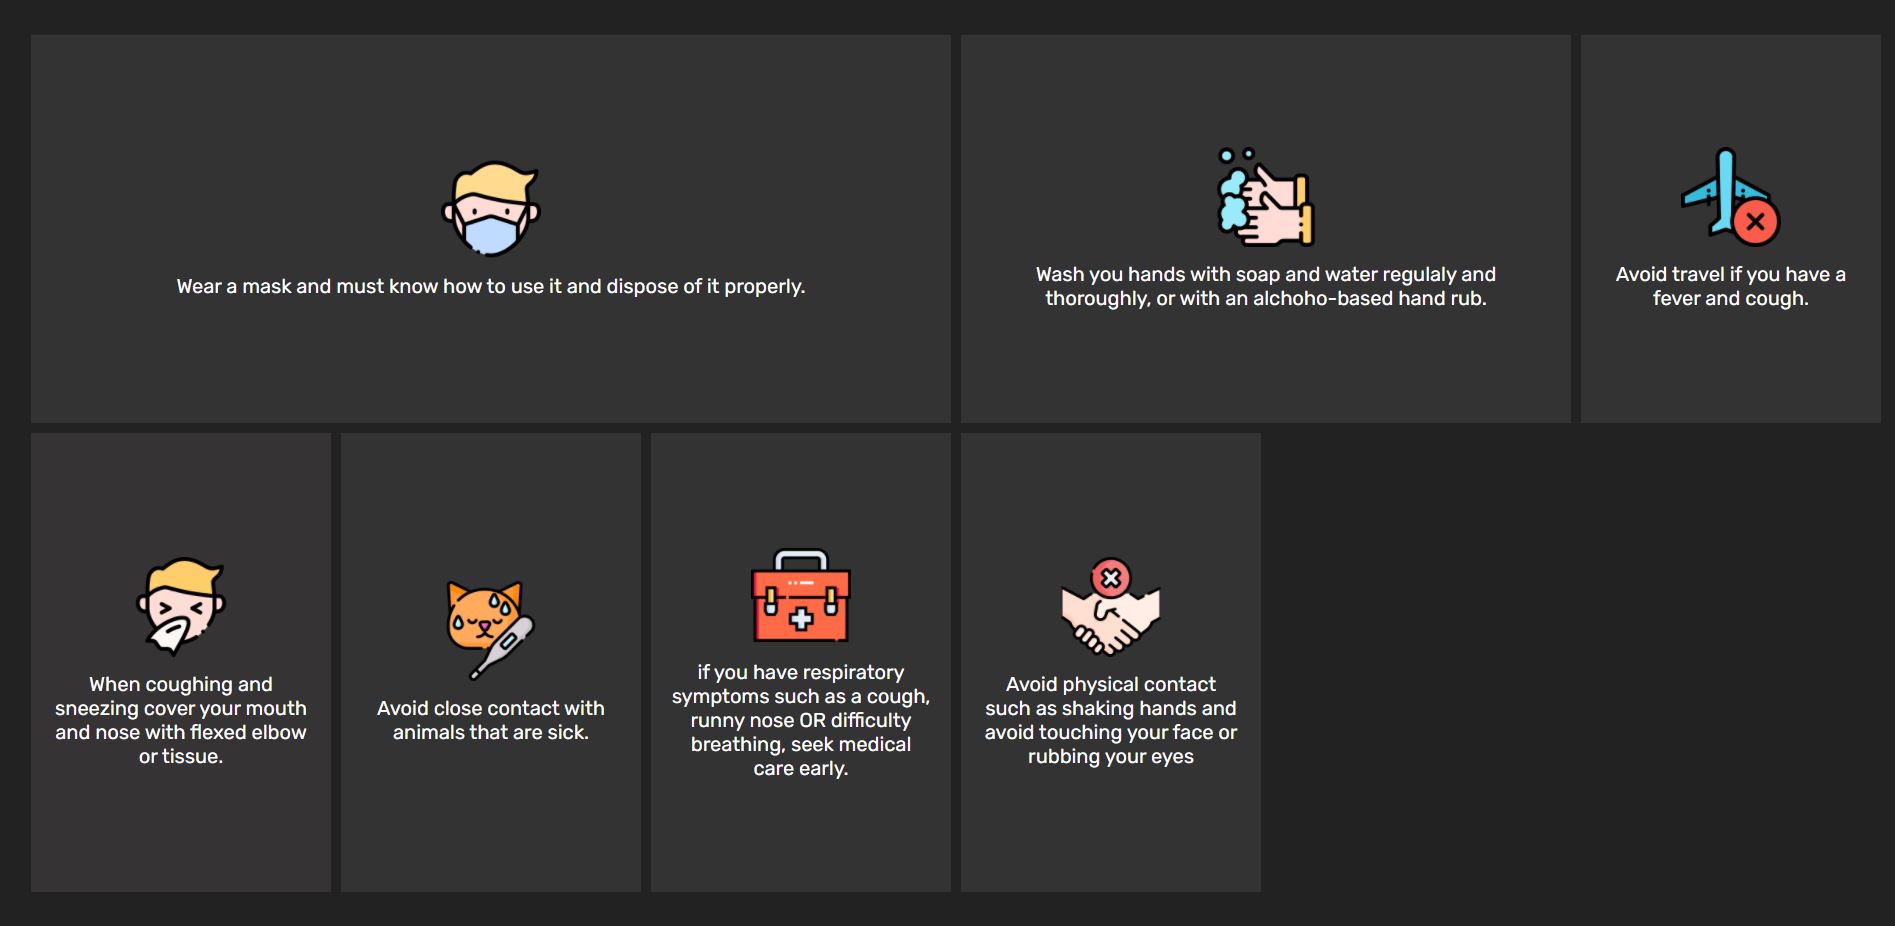 Wear a mask and must know how to use it and dispose of it properly.
Wash you hands with soap and water regulaly and
thoroughly, or with an alchoho-based hand rub.
Avoid travel if you have a
fever and cough.
When coughing and
sneezing cover your mouth
and nose with flexed elbow
or tissue.
Avoid close contact with
animals that are sick.
if you have respiratory
symptoms such as a cough,
runny nose OR difficulty
breathing, seek medical
care early.
Avoid physical contact
such as shaking hands and
avoid touching your face or
rubbing your eyes